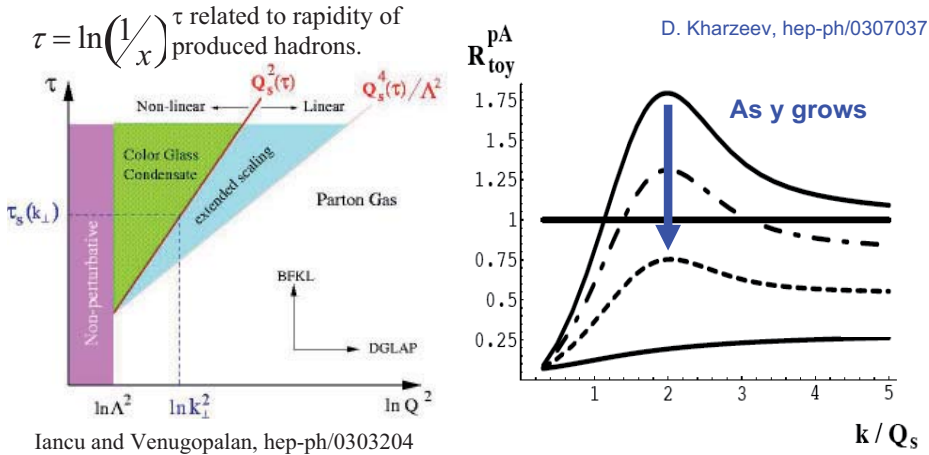 τ = ln(1/x) τ related to rapidity of
produced hadrons.
τ
Q_s^2(τ)
Q_s^4(τ)/Λ^2
Non-linear
Linear
Color Glass
Condensate
extended scaling
Parton Gas
τ_s(k_⊥)
Non-perturbative
BFKL
DGLAP
ln Λ^2
ln k_⊥^2
ln Q^2
Iancu and Venugopalan, hep-ph/0303204
D. Kharzeev, hep-ph/0307037
R_toy^pA
As y grows
1.75
1.5
1.25
1
0.75
0.5
0.25
1 2 3 4 5
k / Q_s